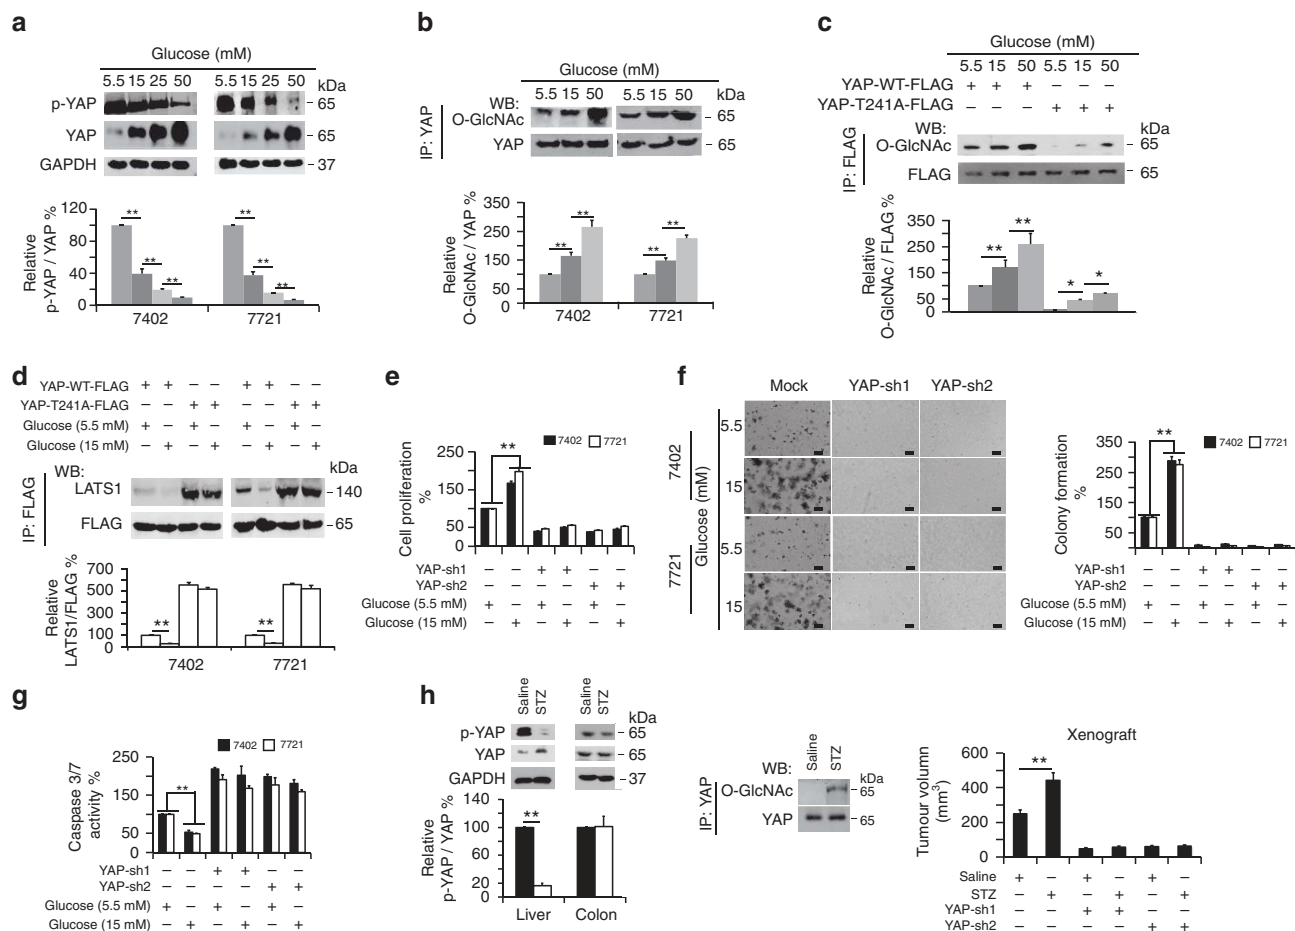 a
Glucose (mM)
5.5 15 25 50 5.5 15 25 50 kDa
p-YAP 65
YAP 65
GAPDH 37
120
80
40
0
Relative
p-YAP / YAP %
** ** ** ** ** **
7402 7721
b
Glucose (mM)
5.5 15 50 5.5 15 50 kDa
IP: YAP
WB:
O-GlcNAc 65
YAP 65
350
250
150
100
50
0
Relative
O-GlcNAc / YAP %
** ** ** **
7402 7721
c
Glucose (mM)
5.5 15 50 5.5 15 50
YAP-WT-FLAG + + + – – –
YAP-T241A-FLAG – – – + + +
IP: FLAG
WB: kDa
O-GlcNAc 65
FLAG 65
350
250
150
100
50
0
Relative
O-GlcNAc / FLAG %
** ** * *
d
YAP-WT-FLAG + + – – + + – –
YAP-T241A-FLAG – – + + – – + +
Glucose (5.5 mM) + – + – + – + –
Glucose (15 mM) – + – + – + – +
IP: FLAG
WB: kDa
LATS1 140
FLAG 65
700
500
300
100
0
Relative
LATS1/FLAG %
** **
7402 7721
e
7402 7721
250
150
100
50
0
Cell proliferation
%
**
YAP-sh1 – – + + – –
YAP-sh2 – – – – + +
Glucose (5.5 mM) + – + – + –
Glucose (15 mM) – + – + – +
f
Mock YAP-sh1 YAP-sh2
Glucose (mM)
7402
5.5
15
7721
5.5
15
7402 7721
350
250
150
100
50
Colony formation
%
**
YAP-sh1 – – + + – –
YAP-sh2 – – – – + +
Glucose (5.5 mM) + – + – + –
Glucose (15 mM) – + – + – +
g
7402 7721
250
150
100
50
0
Caspase 3/7
activity %
**
YAP-sh1 – – + + – –
YAP-sh2 – – – – + +
Glucose (5.5 mM) + – + – + –
Glucose (15 mM) – + – + – +
h
Saline STZ Saline STZ
kDa
p-YAP 65
YAP 65
GAPDH 37
140
100
80
60
40
20
0
Relative
p-YAP / YAP %
**
Liver Colon
Saline STZ
IP: YAP
WB: kDa
O-GlcNAc 65
YAP 65
Xenograft
600
400
200
0
Tumour volumn
(mm3)
**
Saline + – + – + –
STZ – + – + – +
YAP-sh1 – – + + – –
YAP-sh2 – – – – + +